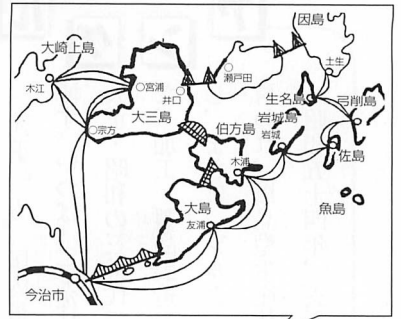 因島
大崎上島
土生
瀬戸田
木江
宮浦
井口
生名島
弓削島
大三島
岩城島
宗方
伯方島
岩城
佐島
木浦
大島
魚島
友浦
今治市